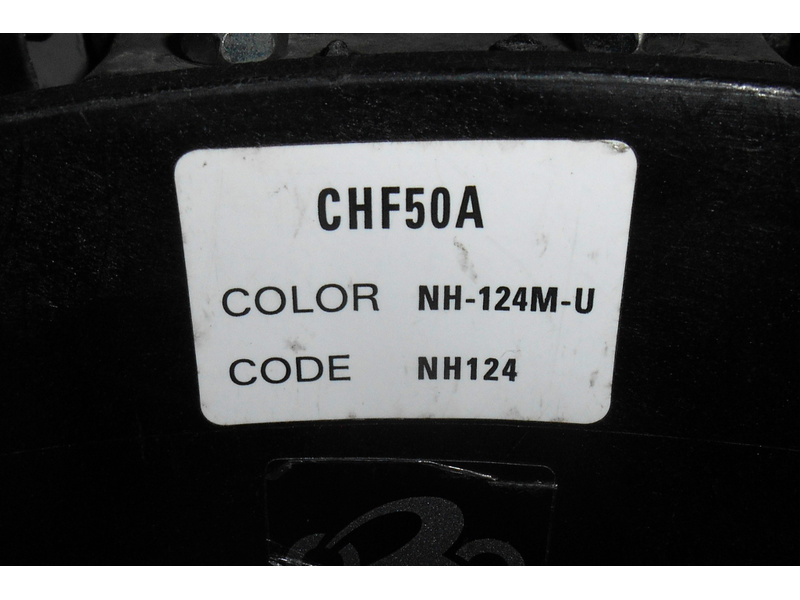 CHF50A
COLOR NH-124M-U
CODE NH124